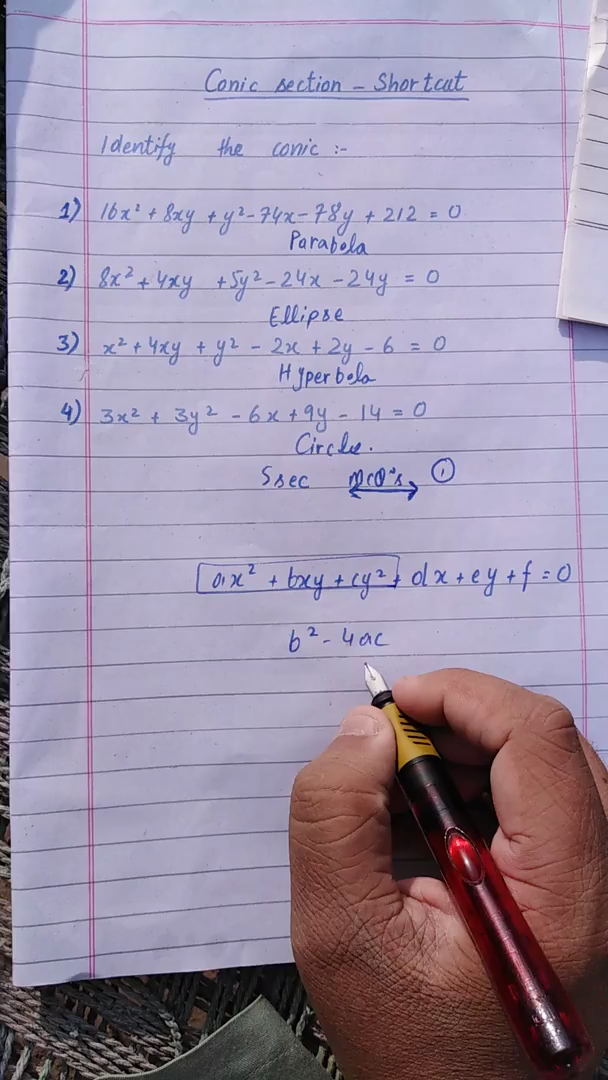 Conic section - Shortcut
Identify the conic :-
1) 16x² + 8xy + y² - 74x - 78y + 212 = 0
Parabola
2) 8x² + 4xy + 5y² - 24x - 24y = 0
Ellipse
3) x² + 4xy + y² - 2x + 2y - 6 = 0
Hyperbola
4) 3x² + 3y² - 6x + 9y - 14 = 0
Circle.
5sec MCQ's ①
ax² + bxy + cy² + dx + ey + f = 0
b² - 4ac